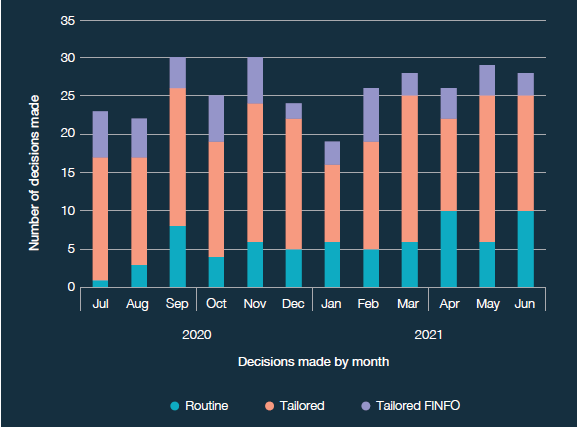 35
30
25
20
15
10
5
0
Number of decisions made
Jul Aug Sep Oct Nov Dec Jan Feb Mar Apr May Jun
2020 2021
Decisions made by month
Routine Tailored Tailored FINFO